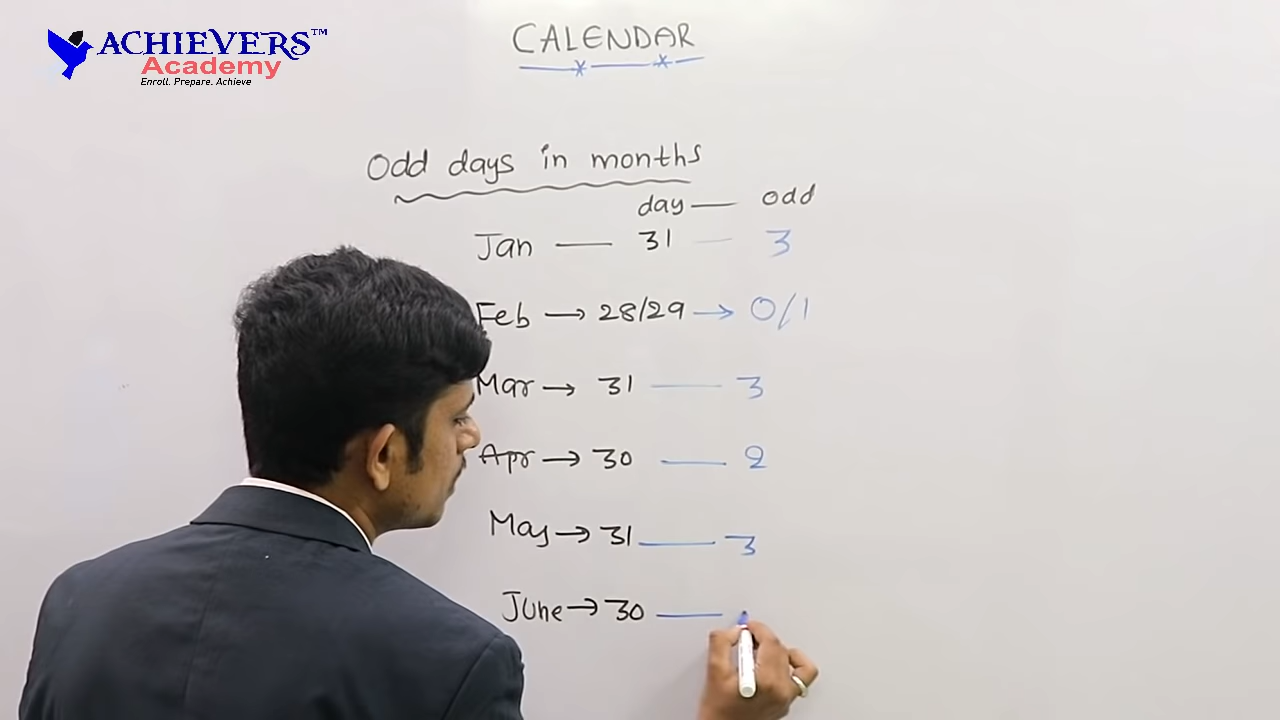 ACHIEVERS™
Academy
Enroll. Prepare. Achieve
CALENDAR
Odd days in months
day — odd
Jan — 31 — 3
Feb → 28/29 → 0/1
Mar → 31 — 3
Apr → 30 — 2
May → 31 — 3
June → 30 —